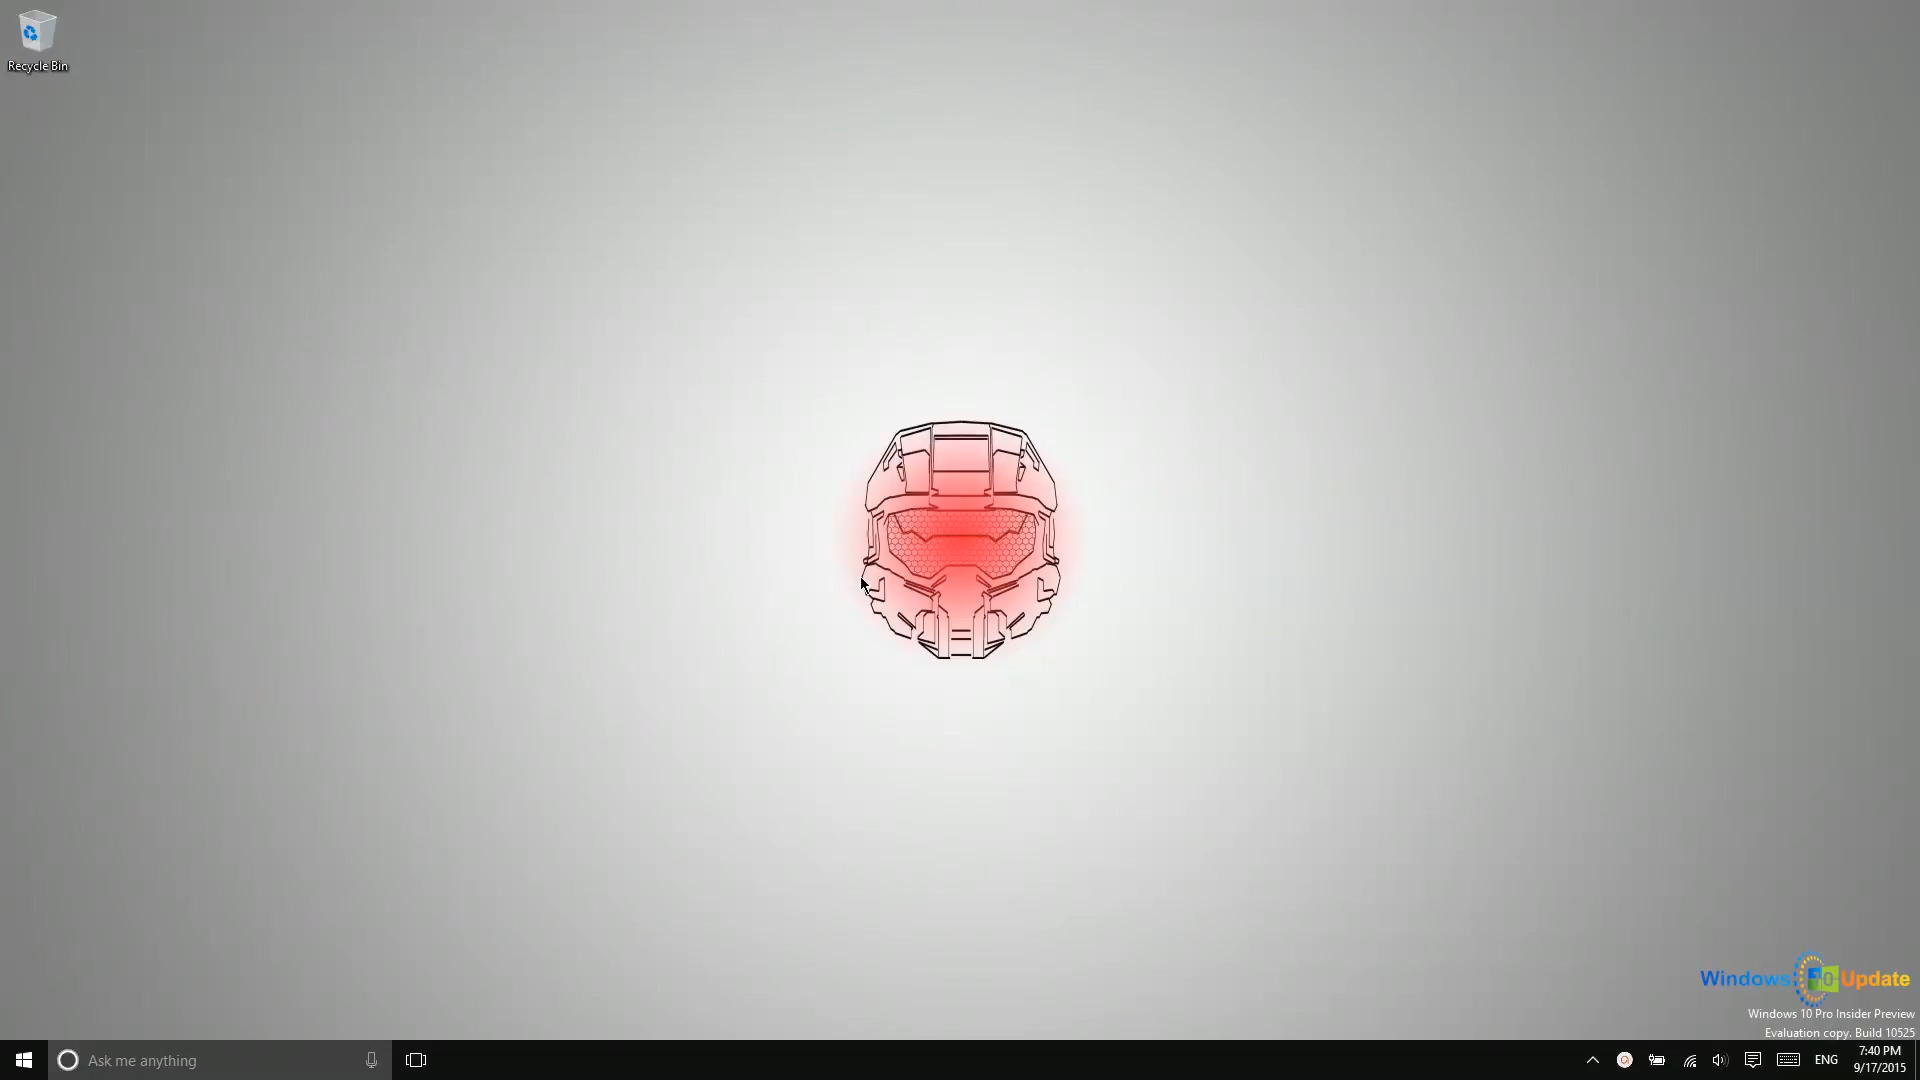 Recycle Bin
Windows 10 Update
Windows 10 Pro Insider Preview
Evaluation copy. Build 10525
Ask me anything
ENG
7:40 PM
9/17/2015